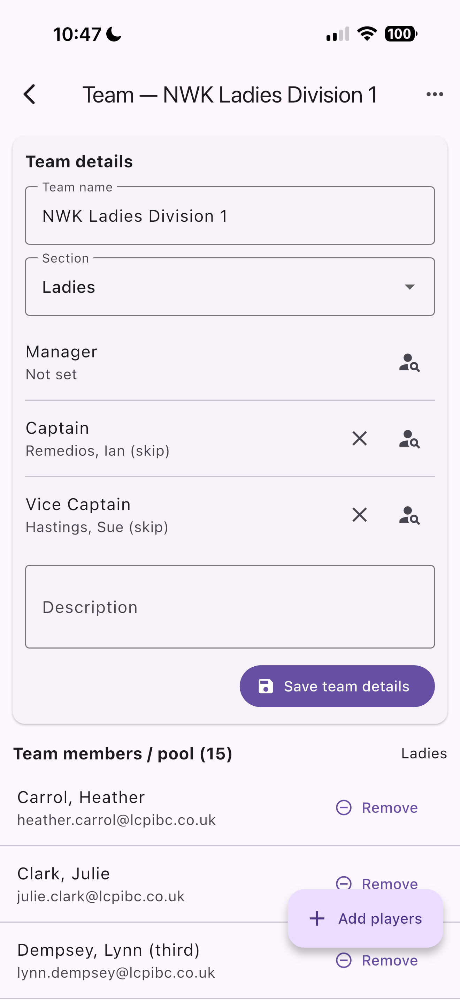 10:47
100
Team — NWK Ladies Division 1
Team details
Team name
NWK Ladies Division 1
Section
Ladies
Manager
Not set
Captain
Remedios, Ian (skip)
Vice Captain
Hastings, Sue (skip)
Description
Save team details
Team members / pool (15)
Ladies
Carrol, Heather
heather.carrol@lcpibc.co.uk
Remove
Clark, Julie
julie.clark@lcpibc.co.uk
Remove
Add players
Dempsey, Lynn (third)
lynn.dempsey@lcpibc.co.uk
Remove